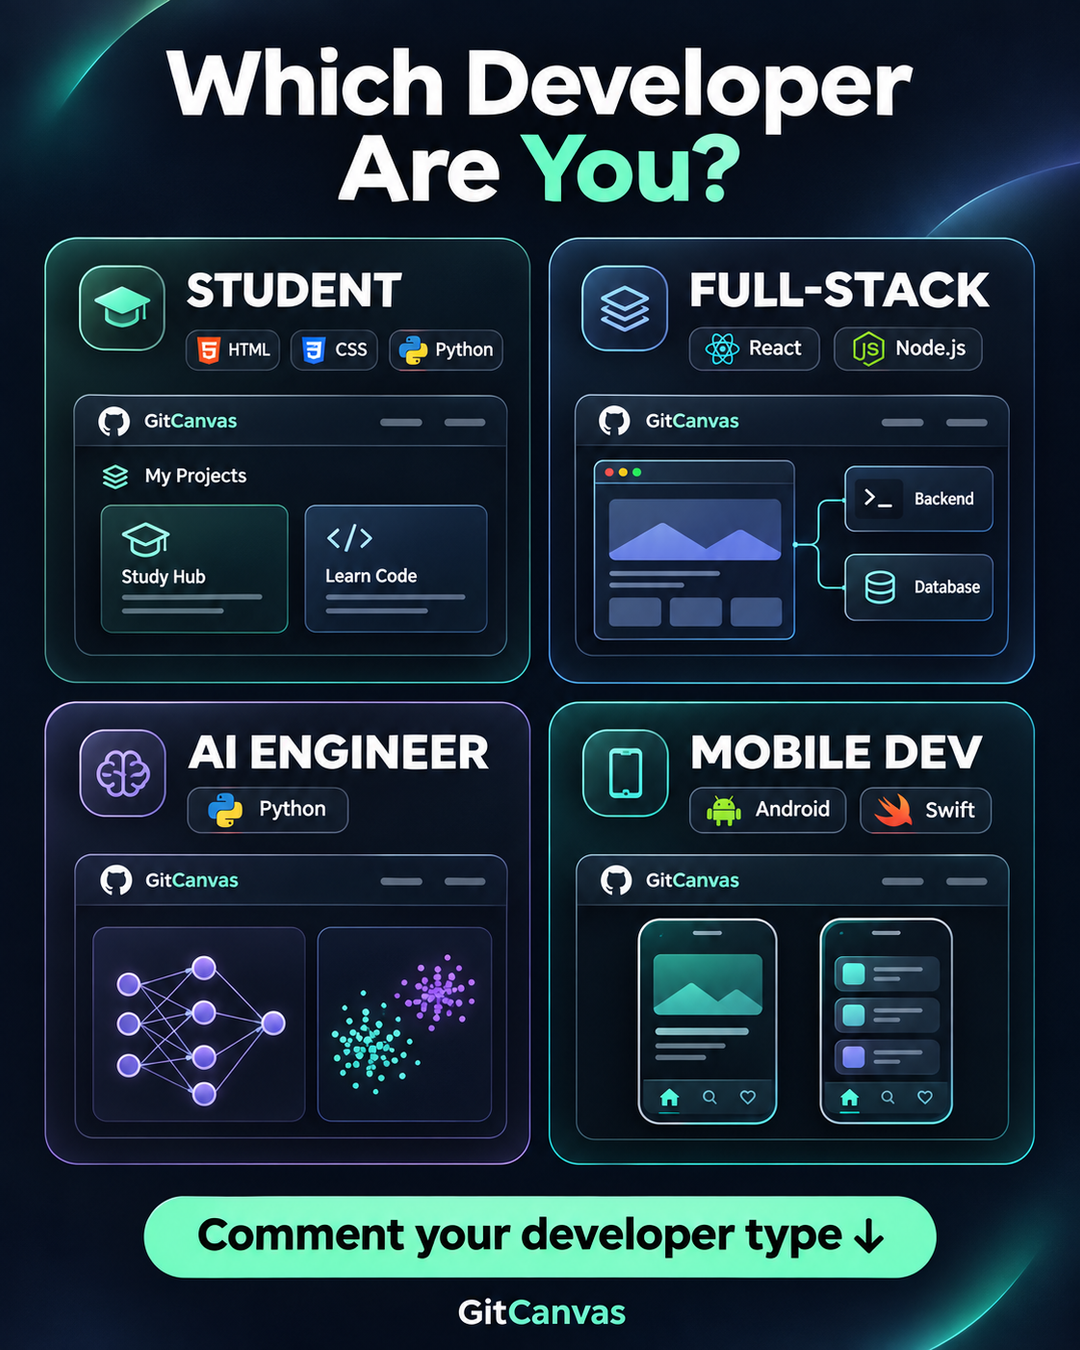 Which Developer
Are You?
STUDENT
HTML
CSS
Python
GitCanvas
My Projects
Study Hub
</>
Learn Code
FULL-STACK
React
JS
Node.js
GitCanvas
>_
Backend
Database
AI ENGINEER
Python
GitCanvas
MOBILE DEV
Android
Swift
GitCanvas
Comment your developer type ↓
GitCanvas